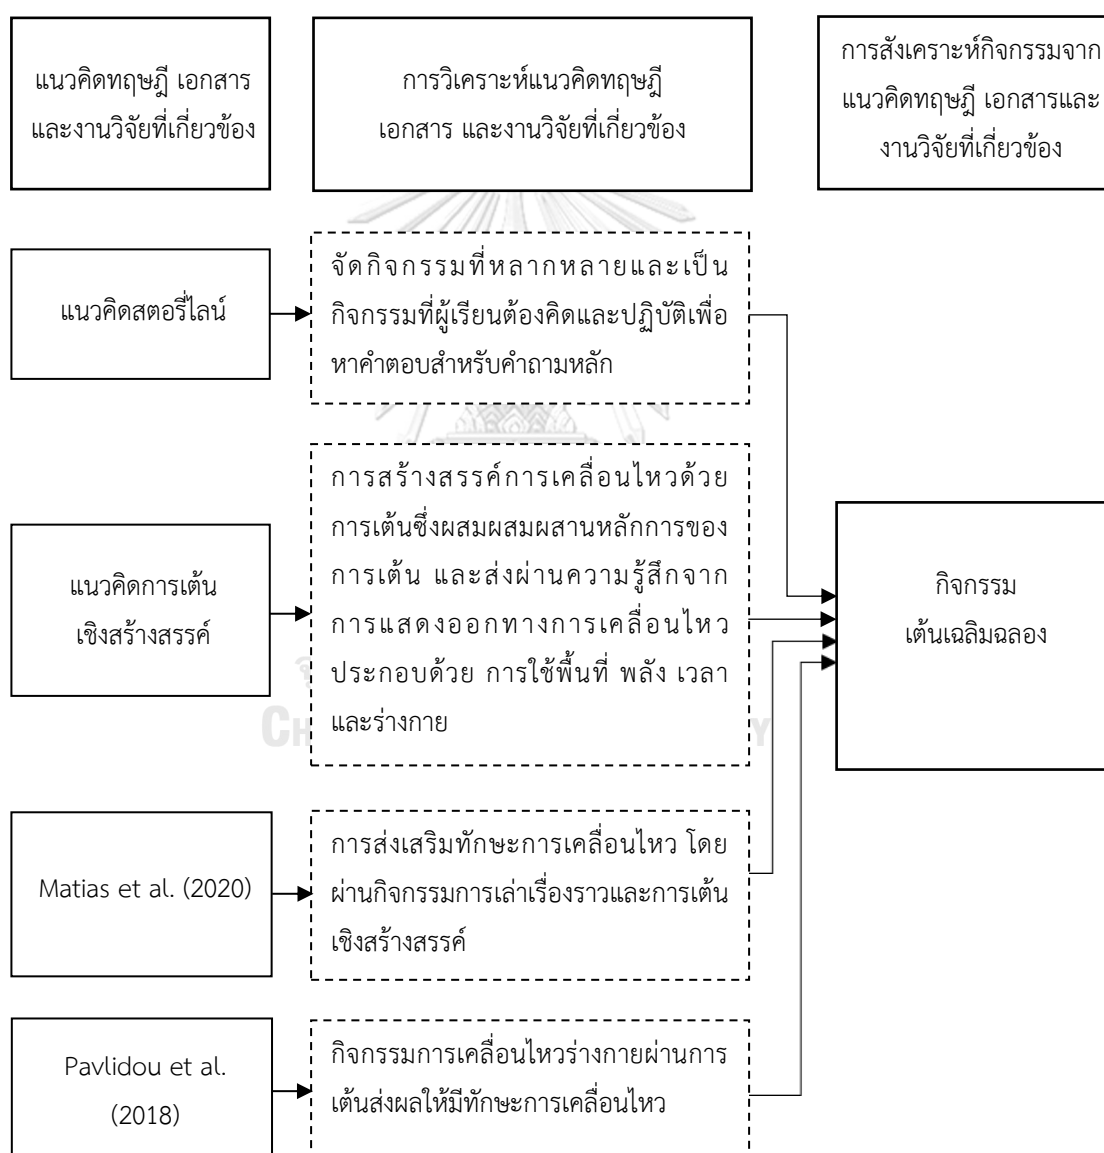 แนวคิดทฤษฎี เอกสาร
และงานวิจัยที่เกี่ยวข้อง
การวิเคราะห์แนวคิดทฤษฎี
เอกสาร และงานวิจัยที่เกี่ยวข้อง
การสังเคราะห์กิจกรรมจาก
แนวคิดทฤษฎี เอกสารและ
งานวิจัยที่เกี่ยวข้อง
แนวคิดสตอรี่ไลน์
จัดกิจกรรมที่หลากหลายและเป็น
กิจกรรมที่ผู้เรียนต้องคิดและปฏิบัติเพื่อ
หาคำตอบสำหรับคำถามหลัก
แนวคิดการเต้น
เชิงสร้างสรรค์
การสร้างสรรค์การเคลื่อนไหวด้วย
การเต้นซึ่งผสมผสมผสานหลักการของ
การเต้น และส่งผ่านความรู้สึกจาก
การแสดงออกทางการเคลื่อนไหว
ประกอบด้วย การใช้พื้นที่ พลัง เวลา
และร่างกาย
กิจกรรม
เต้นเฉลิมฉลอง
Matias et al. (2020)
การส่งเสริมทักษะการเคลื่อนไหว โดย
ผ่านกิจกรรมการเล่าเรื่องราวและการเต้น
เชิงสร้างสรรค์
Pavlidou et al.
(2018)
กิจกรรมการเคลื่อนไหวร่างกายผ่านการ
เต้นส่งผลให้มีทักษะการเคลื่อนไหว